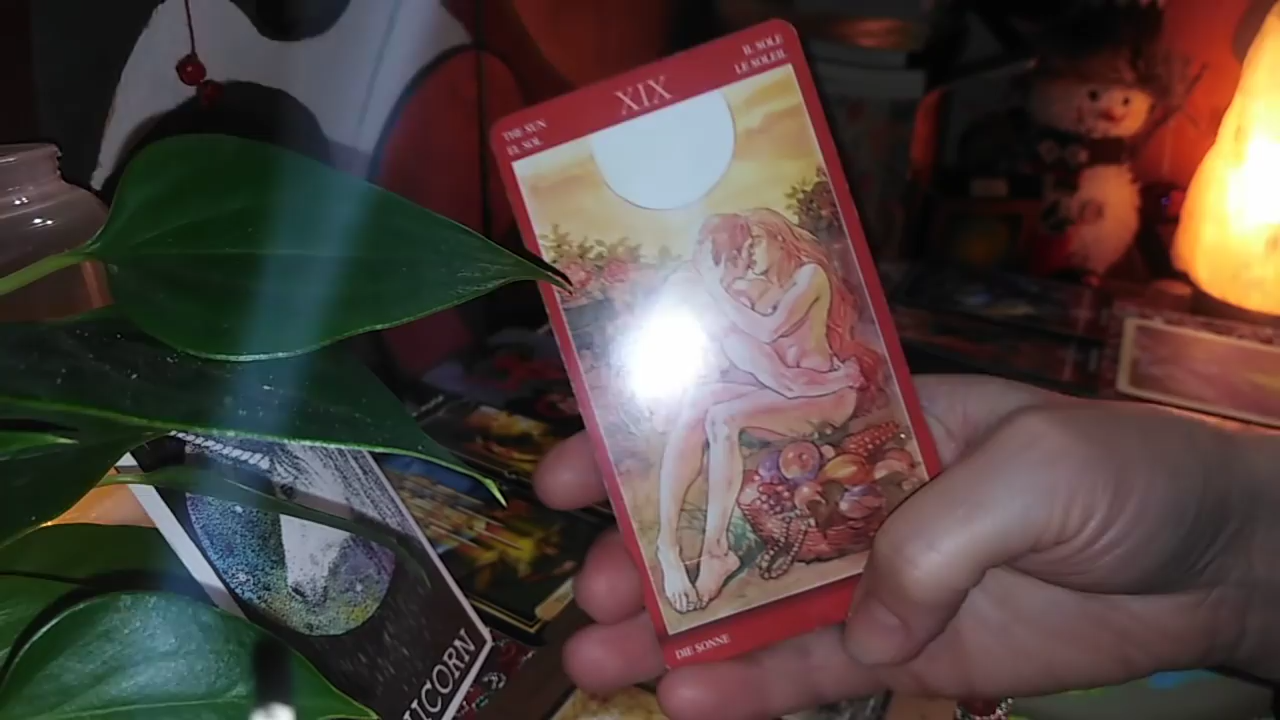 THE SUN
EL SOL
XIX
IL SOLE
LE SOLEIL
DIE SONNE
ICORN